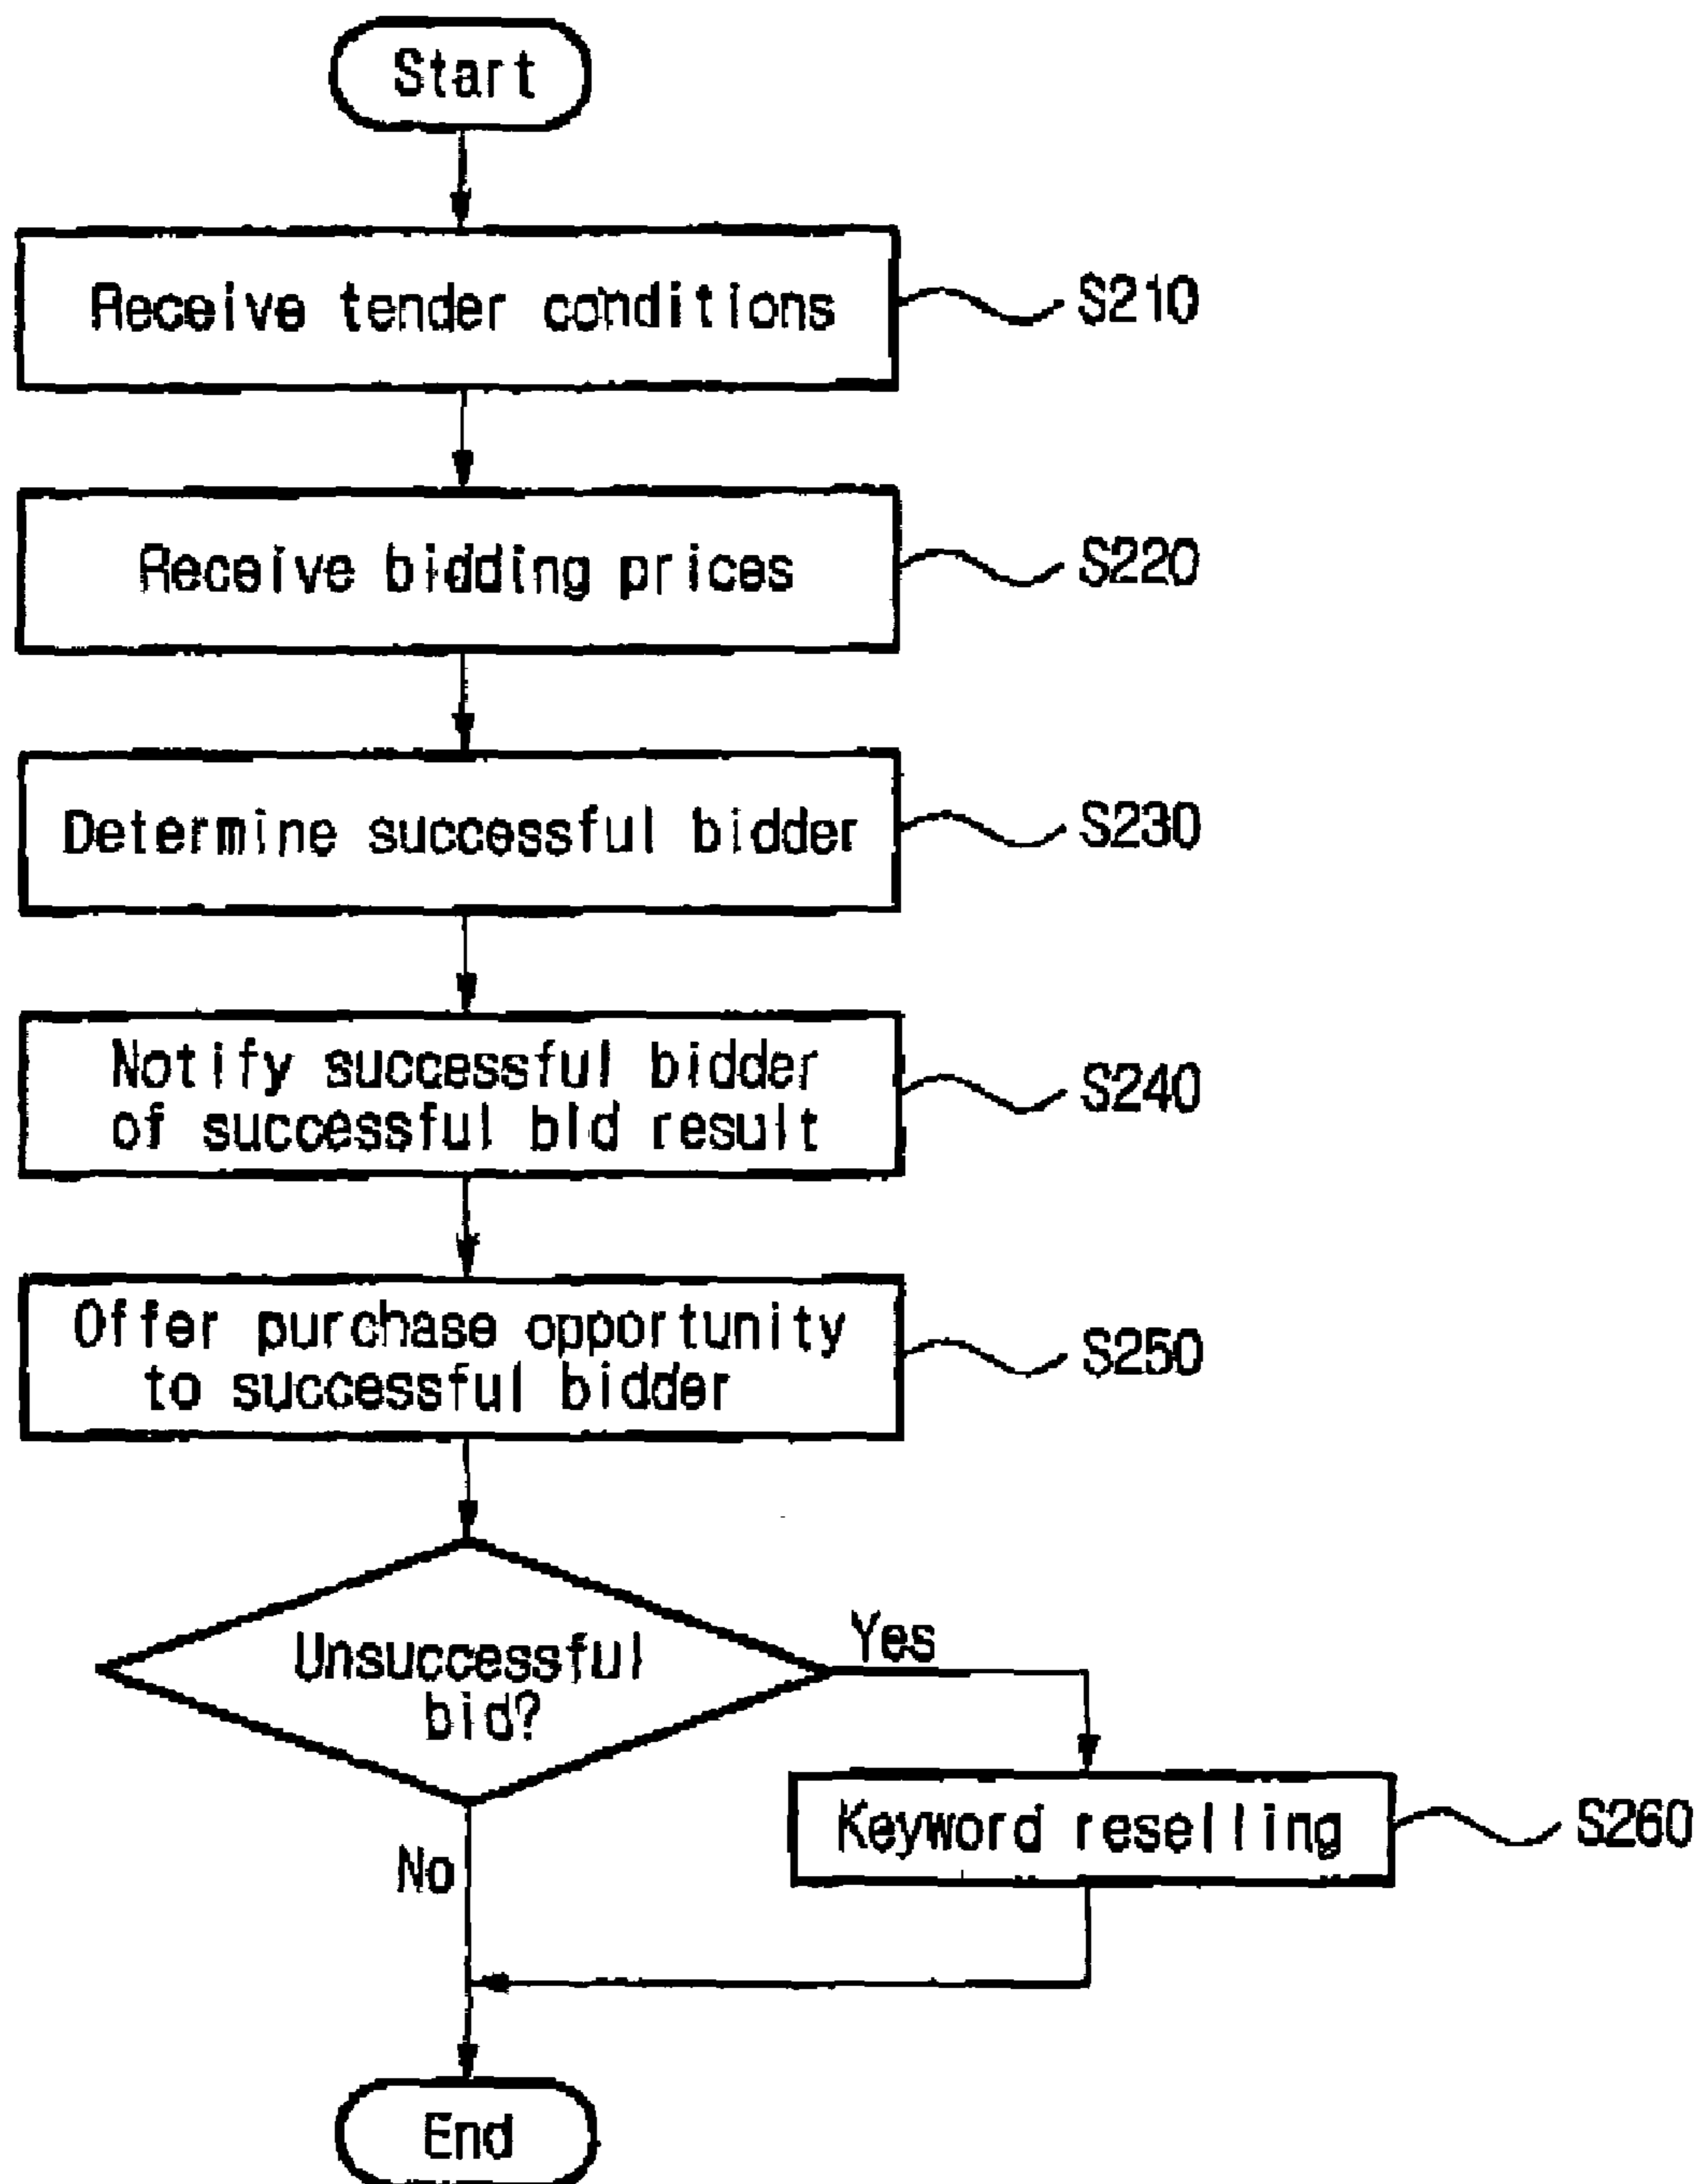 Start
Receive tender conditions
S210
Receive bidding prices
S220
Determine successful bidder
S230
Notify successful bidder
of successful bid result
S240
Offer purchase opportunity
to successful bidder
S250
Unsuccessful
bid?
Yes
Keyword reselling
S260
No
End